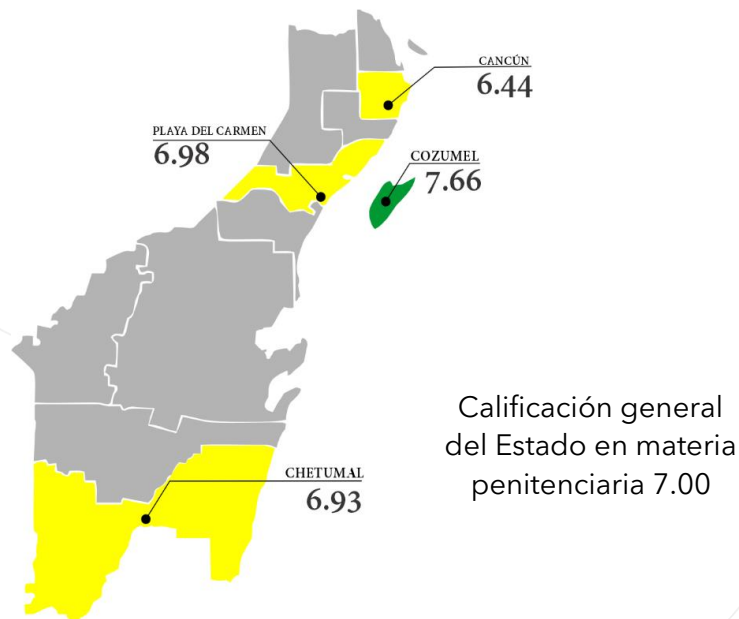 CANCÚN
6.44
PLAYA DEL CARMEN
6.98
COZUMEL
7.66
CHETUMAL
6.93
Calificación general
del Estado en materia
penitenciaria 7.00